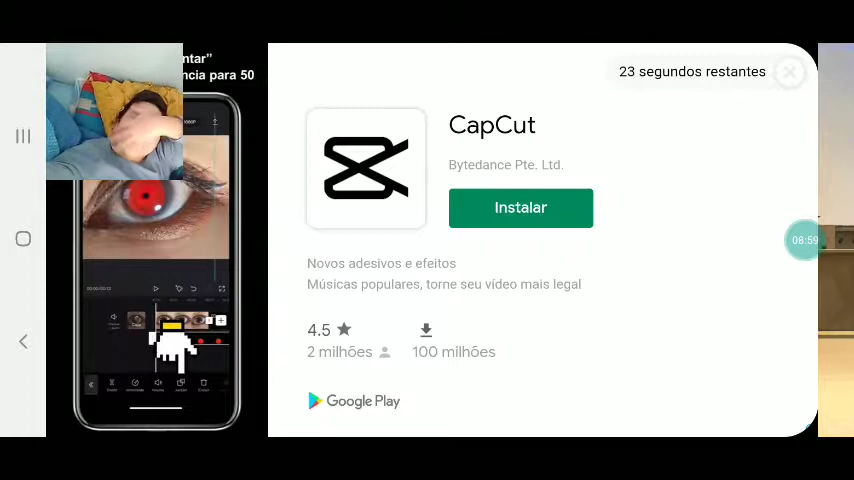 ntar”
ncia para 50
23 segundos restantes
CapCut
Bytedance Pte. Ltd.
Instalar
08:59
Novos adesivos e efeitos
Músicas populares, torne seu vídeo mais legal
4.5
2 milhões
100 milhões
Google Play